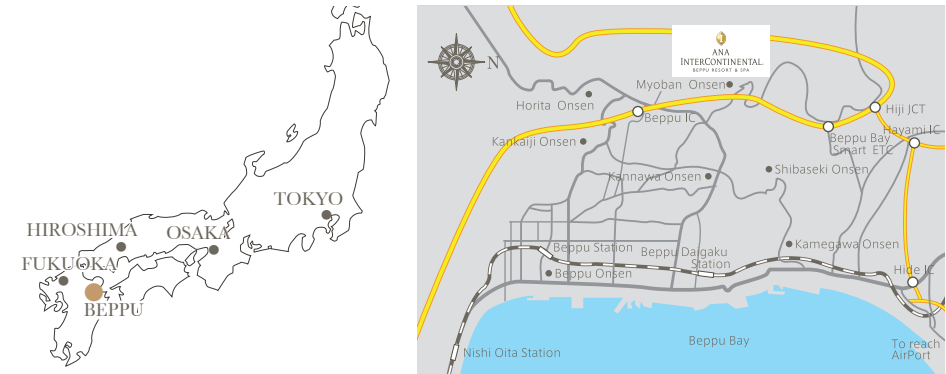 TOKYO
HIROSHIMA
OSAKA
FUKUOKA
BEPPU
N
ANA
INTERCONTINENTAL
BEPPU RESORT & SPA
Myoban Onsen
Horita Onsen
Beppu IC
Hiji JCT
Hayami IC
Beppu Bay
Smart ETC
Kankaiji Onsen
Shibaseki Onsen
Kannawa Onsen
Kamegawa Onsen
Beppu Station
Beppu Daigaku
Station
Beppu Onsen
Hide IC
Beppu Bay
To reach
AirPort
Nishi Oita Station